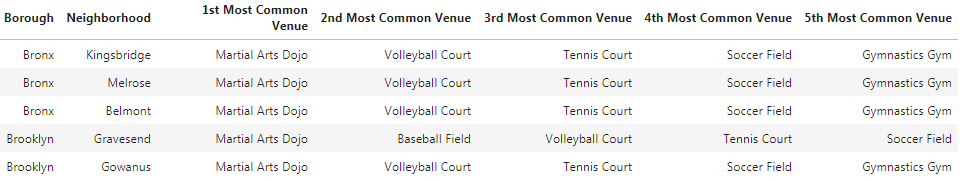 Borough Neighborhood 1st Most Common Venue 2nd Most Common Venue 3rd Most Common Venue 4th Most Common Venue 5th Most Common Venue
Bronx Kingsbridge Martial Arts Dojo Volleyball Court Tennis Court Soccer Field Gymnastics Gym
Bronx Melrose Martial Arts Dojo Volleyball Court Tennis Court Soccer Field Gymnastics Gym
Bronx Belmont Martial Arts Dojo Volleyball Court Tennis Court Soccer Field Gymnastics Gym
Brooklyn Gravesend Martial Arts Dojo Baseball Field Volleyball Court Tennis Court Soccer Field
Brooklyn Gowanus Martial Arts Dojo Volleyball Court Tennis Court Soccer Field Gymnastics Gym